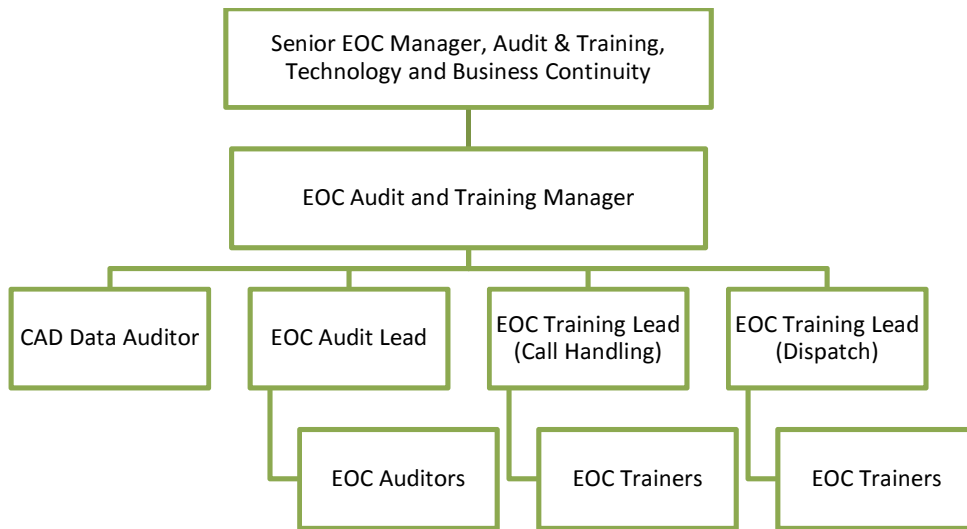 Senior EOC Manager, Audit & Training,
Technology and Business Continuity
EOC Audit and Training Manager
CAD Data Auditor
EOC Audit Lead
EOC Training Lead
(Call Handling)
EOC Training Lead
(Dispatch)
EOC Auditors
EOC Trainers
EOC Trainers